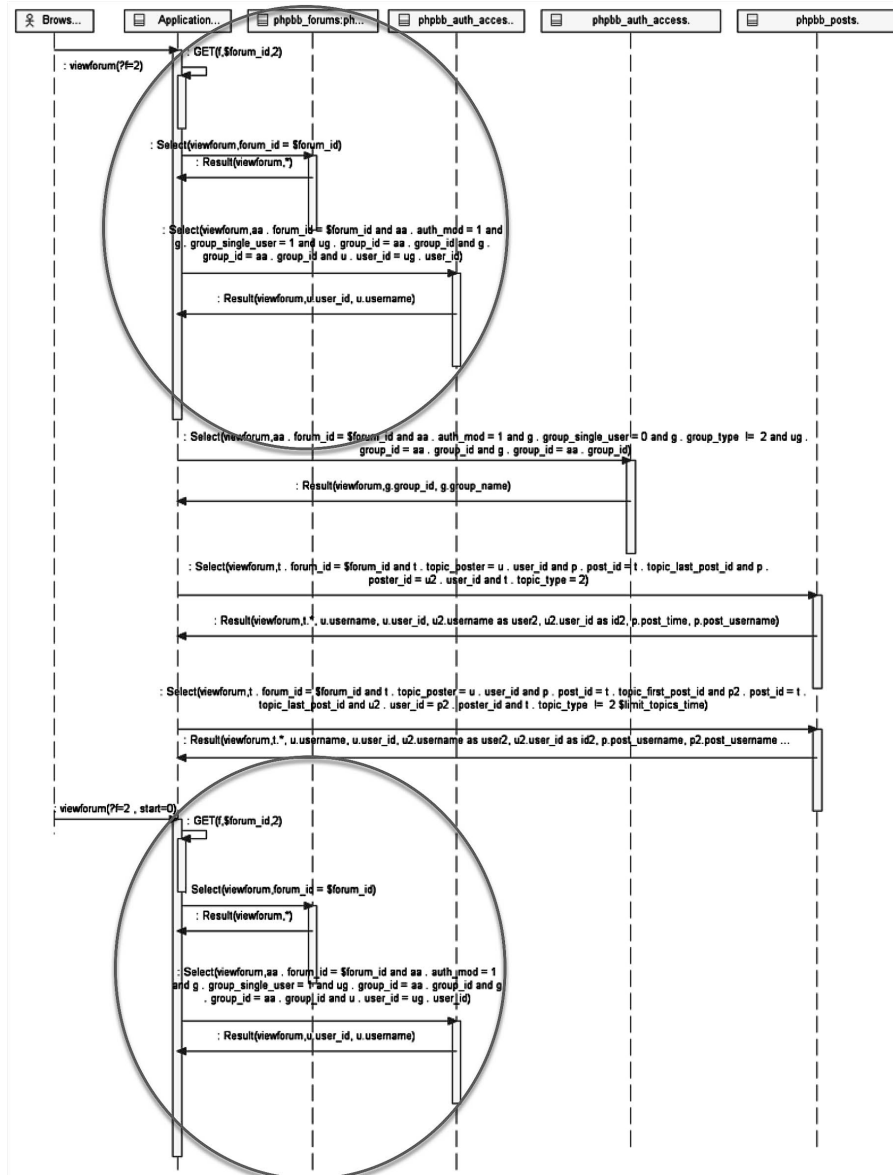 Brows...
Application...
phpbb_forums:ph...
phpbb_auth_acces..
phpbb_auth_access.
phpbb_posts.
: GET(f,$forum_id,2)
: viewforum(?f=2)
: Select(viewforum,forum_id = $forum_id)
: Result(viewforum,*)
: Select(viewforum,aa . forum_id = $forum_id and aa . auth_mod = 1 and
g . group_single_user = 1 and ug . group_id = aa . group_id and g .
group_id = aa . group_id and u . user_id = ug . user_id)
: Result(viewforum,u.user_id, u.username)
: Select(viewforum,aa . forum_id = $forum_id and aa . auth_mod = 1 and g . group_single_user = 0 and g . group_type != 2 and ug .
group_id = aa . group_id and g . group_id = aa . group_id)
: Result(viewforum,g.group_id, g.group_name)
: Select(viewforum,t . forum_id = $forum_id and t . topic_poster = u . user_id and p . post_id = t . topic_last_post_id and p .
poster_id = u2 . user_id and t . topic_type = 2)
: Result(viewforum,t.*, u.username, u.user_id, u2.username as user2, u2.user_id as id2, p.post_time, p.post_username)
: Select(viewforum,t . forum_id = $forum_id and t . topic_poster = u . user_id and p . post_id = t . topic_first_post_id and p2 . post_id = t .
topic_last_post_id and u2 . user_id = p2 . poster_id and t . topic_type != 2 $limit_topics_time)
: Result(viewforum,t.*, u.username, u.user_id, u2.username as user2, u2.user_id as id2, p.post_username, p2.post_username ...
: viewforum(?f=2 , start=0)
: GET(f,$forum_id,2)
Select(viewforum,forum_id = $forum_id)
: Result(viewforum,*)
: Select(viewforum,aa . forum_id = $forum_id and aa . auth_mod = 1
and g . group_single_user = 1 and ug . group_id = aa . group_id and g
. group_id = aa . group_id and u . user_id = ug . user_id)
: Result(viewforum,u.user_id, u.username)